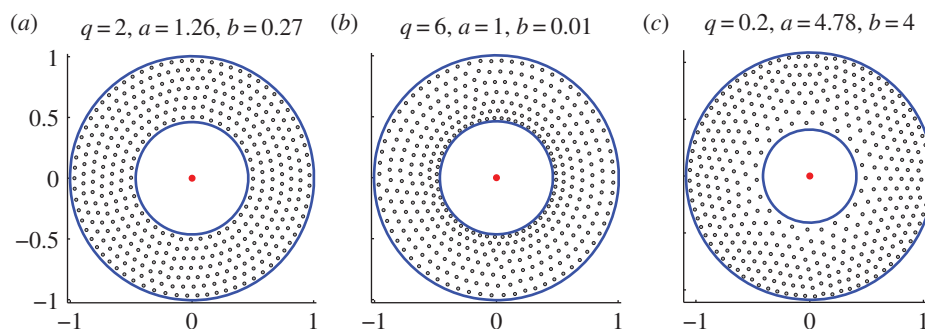 (a) q = 2, a = 1.26, b = 0.27
(b) q = 6, a = 1, b = 0.01
(c) q = 0.2, a = 4.78, b = 4
1
0.5
0
−0.5
−1
−1 0 1
−1 0 1
−1 0 1